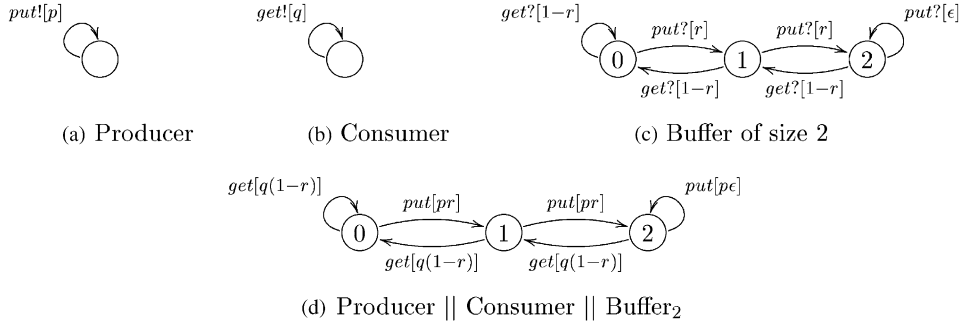 put![p] get![q] get?[1−r] put?[r] put?[r] put?[ϵ]
0 1 2
get?[1−r] get?[1−r]
(a) Producer (b) Consumer (c) Buffer of size 2
get[q(1−r)] put[pr] put[pr] put[pϵ]
0 1 2
get[q(1−r)] get[q(1−r)]
(d) Producer || Consumer || Buffer₂